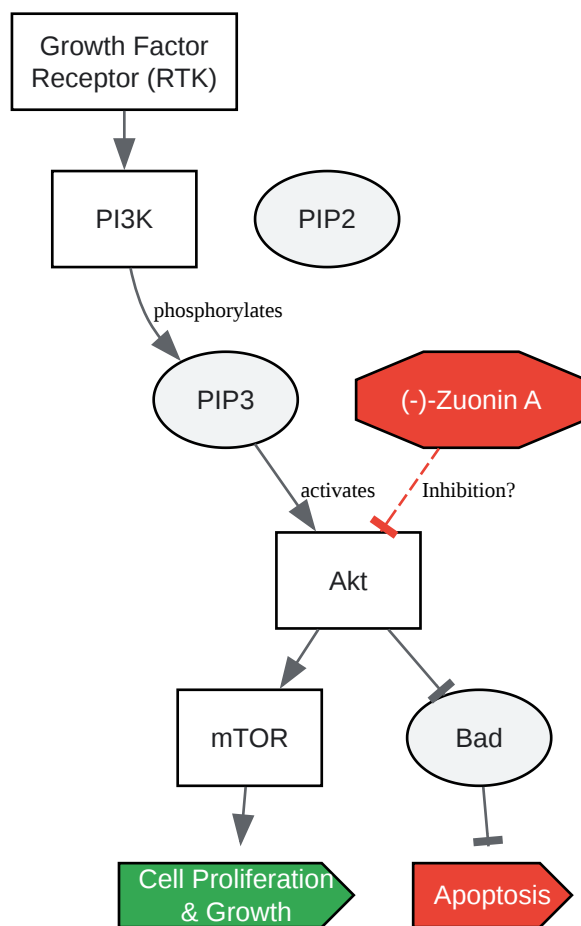 Growth Factor
Receptor (RTK)
PI3K
PIP2
phosphorylates
PIP3
(-)-Zuonin A
activates
Inhibition?
Akt
mTOR
Bad
Cell Proliferation
& Growth
Apoptosis